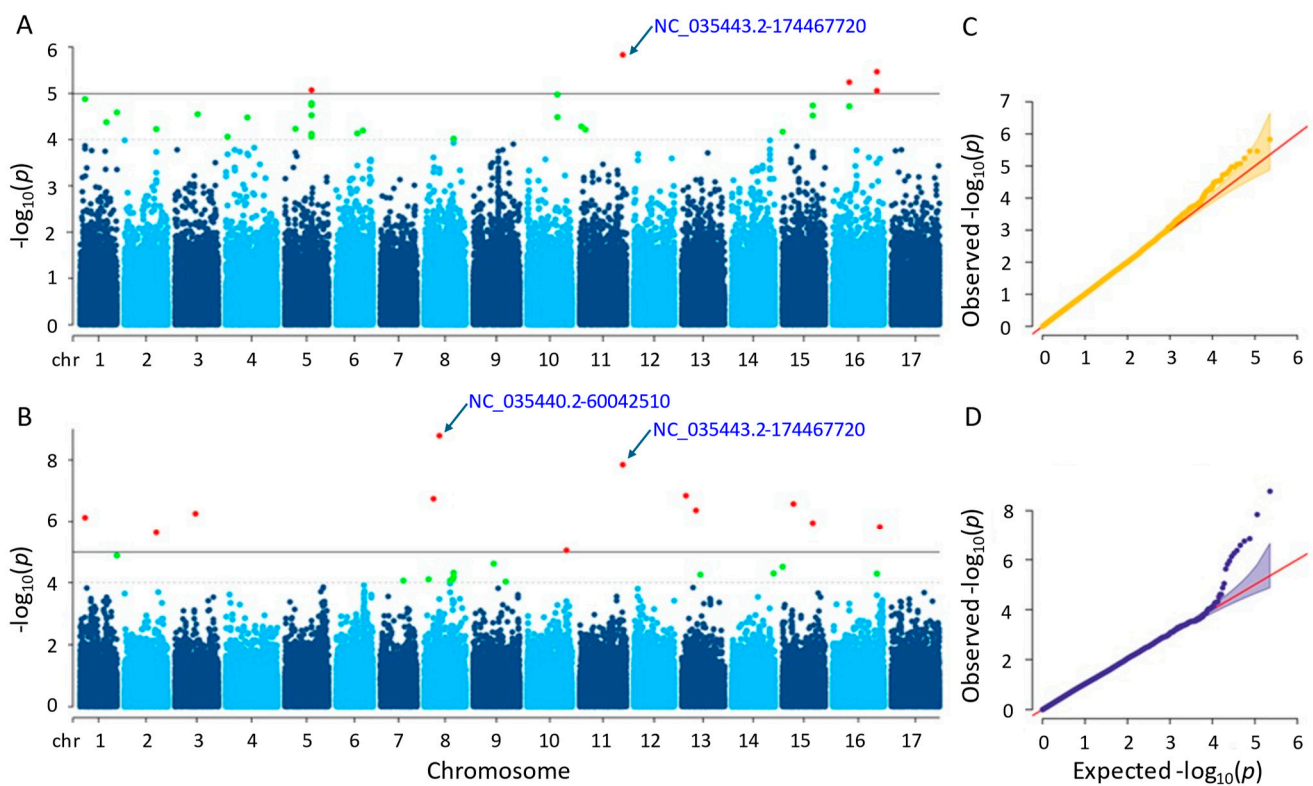 A
NC_035443.2-174467720
6
5
4
3
2
1
0
-log10(p)
chr 1 2 3 4 5 6 7 8 9 10 11 12 13 14 15 16 17
C
7
6
5
4
3
2
1
0
Observed -log10(p)
0 1 2 3 4 5 6
B
NC_035440.2-60042510
NC_035443.2-174467720
8
6
4
2
0
-log10(p)
chr 1 2 3 4 5 6 7 8 9 10 11 12 13 14 15 16 17
Chromosome
D
8
6
4
2
0
Observed -log10(p)
0 1 2 3 4 5 6
Expected -log10(p)